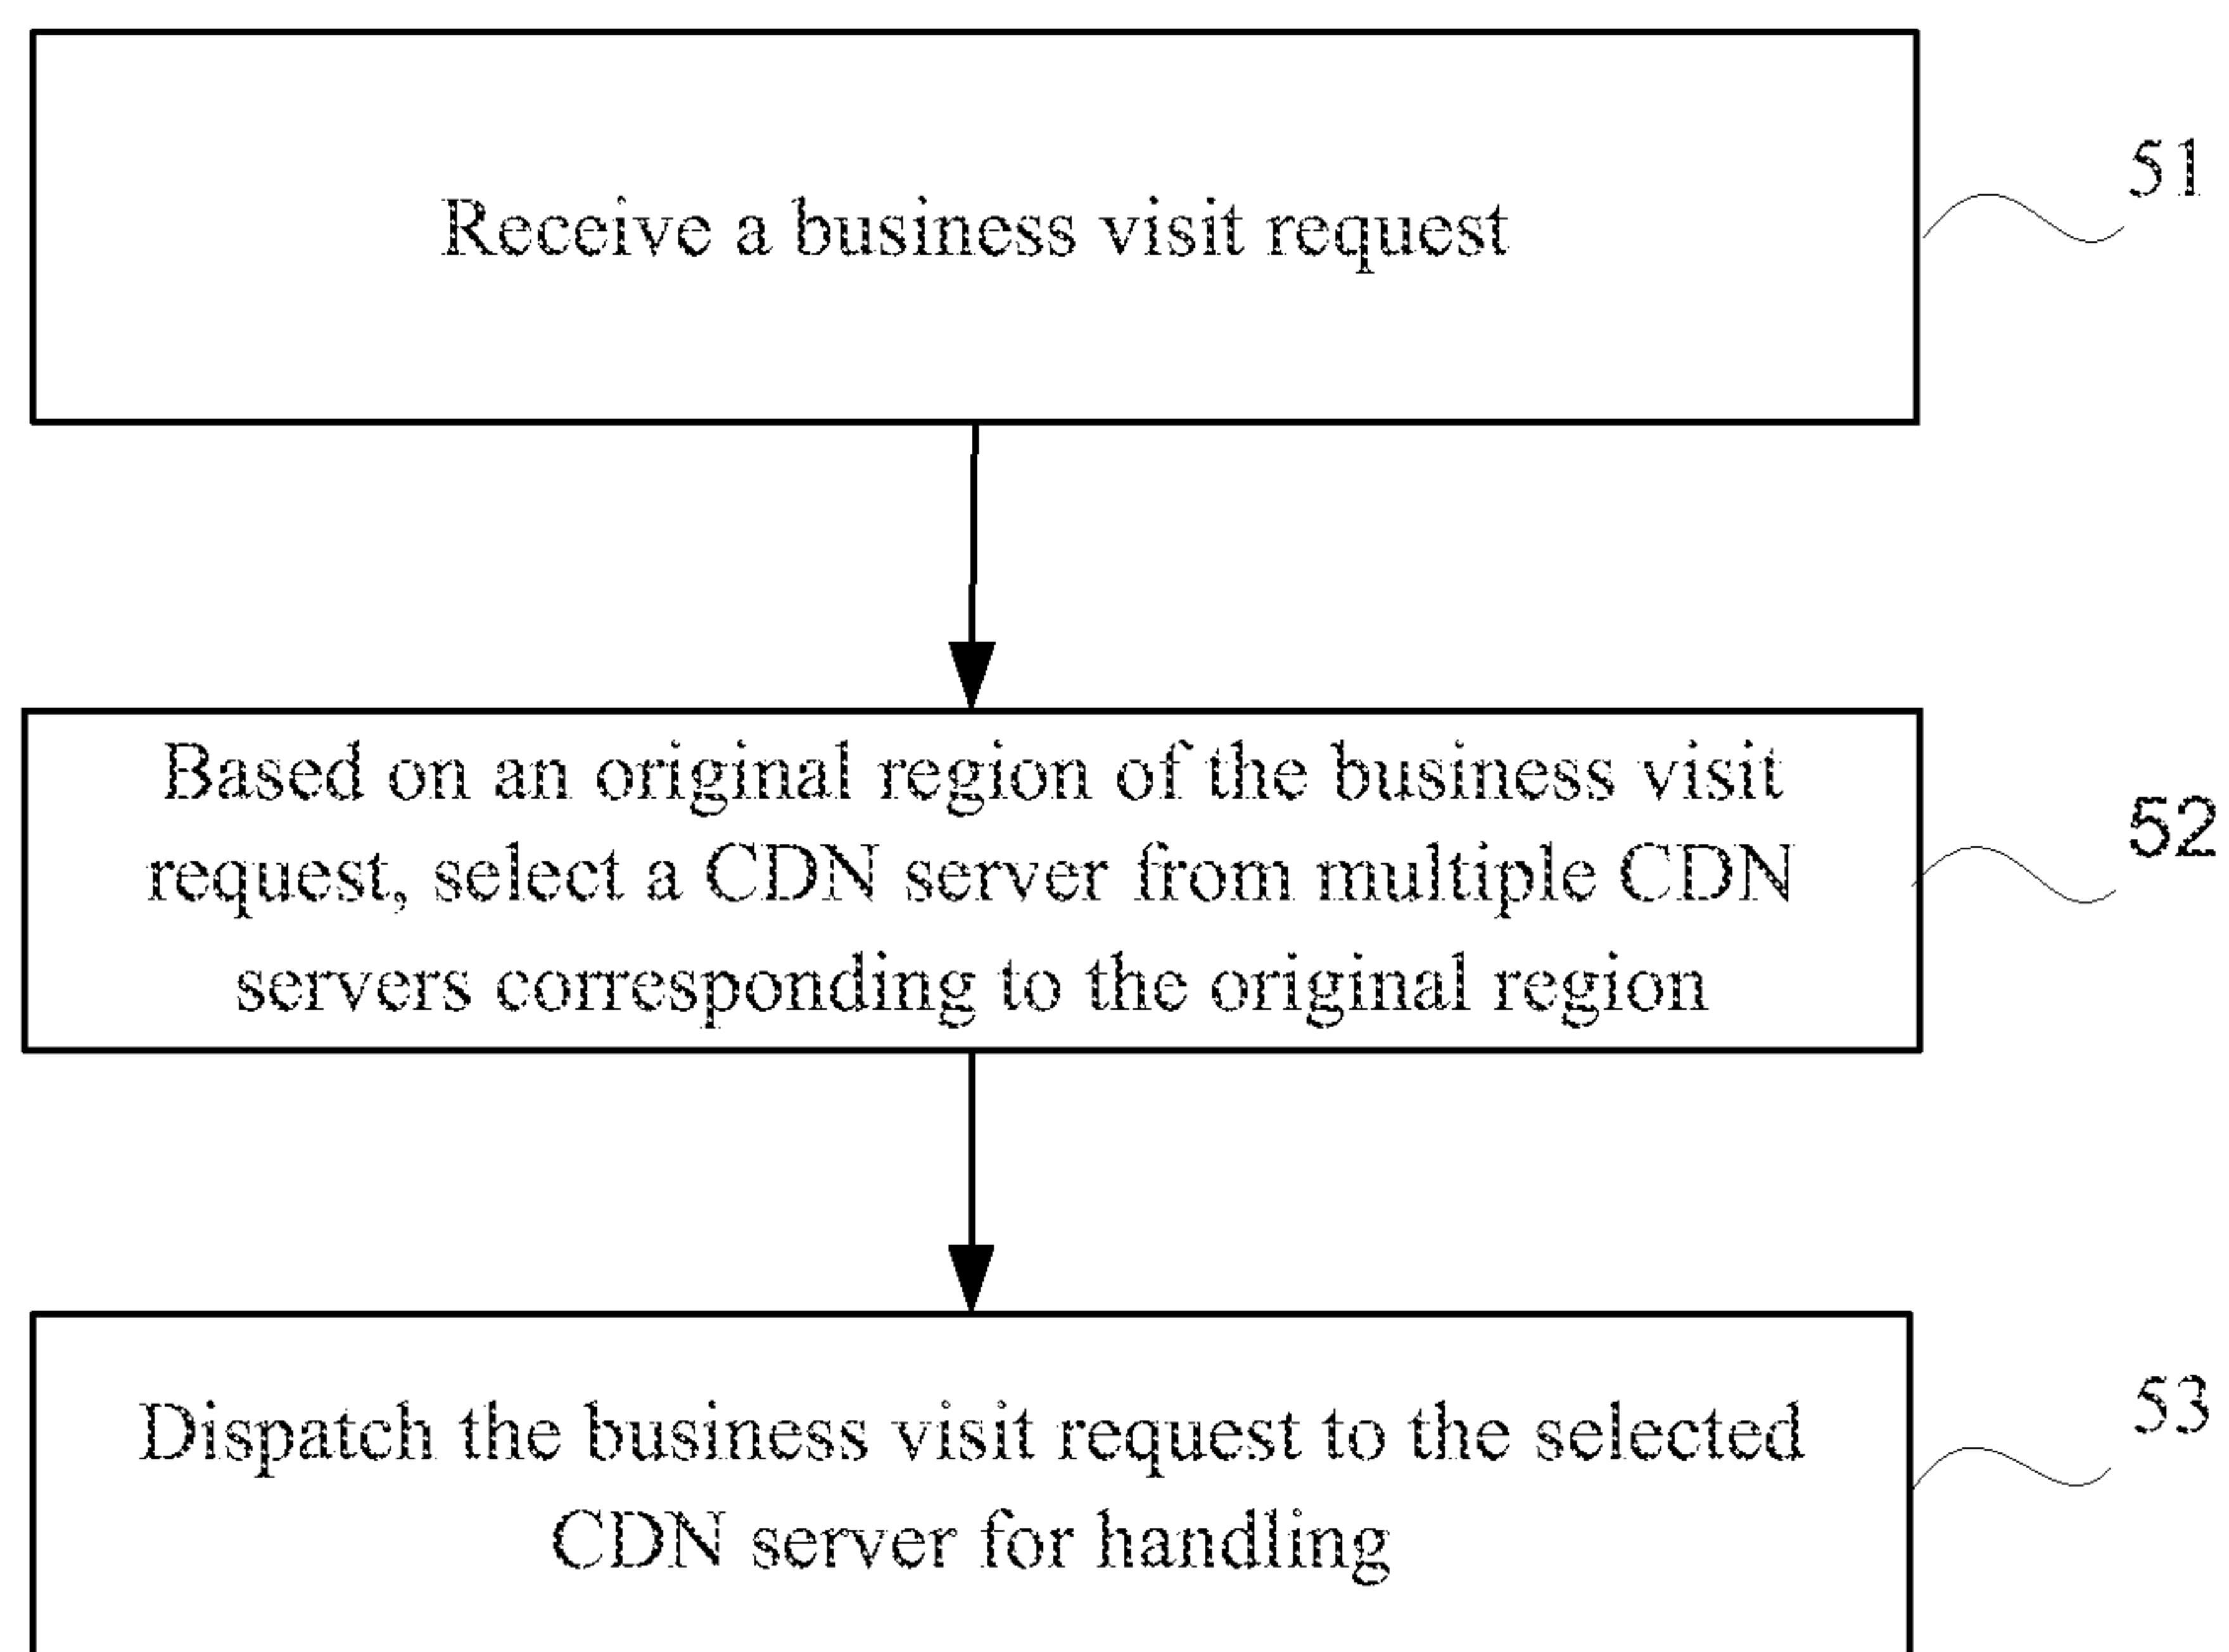 Receive a business visit request
51
Based on an original region of the business visit
request, select a CDN server from multiple CDN
servers corresponding to the original region
52
Dispatch the business visit request to the selected
CDN server for handling
53